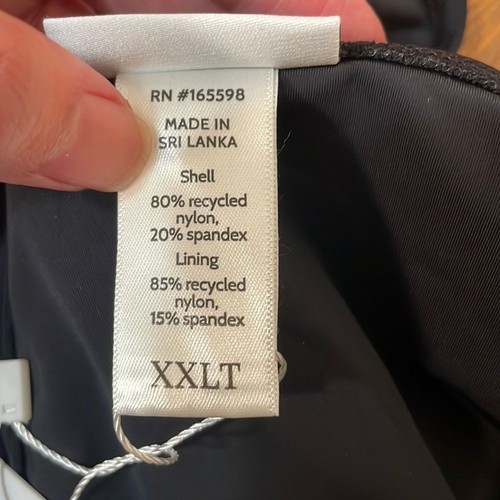 RN #165598
MADE IN
SRI LANKA
Shell
80% recycled
nylon,
20% spandex
Lining
85% recycled
nylon,
15% spandex
XXLT